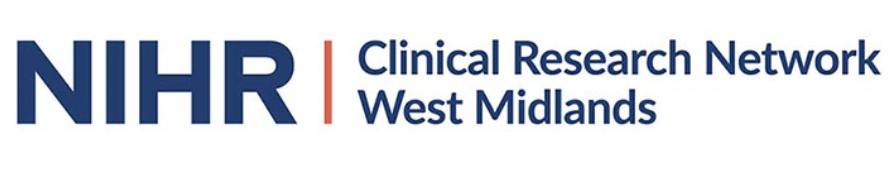 NIHR
Clinical Research Network
West Midlands